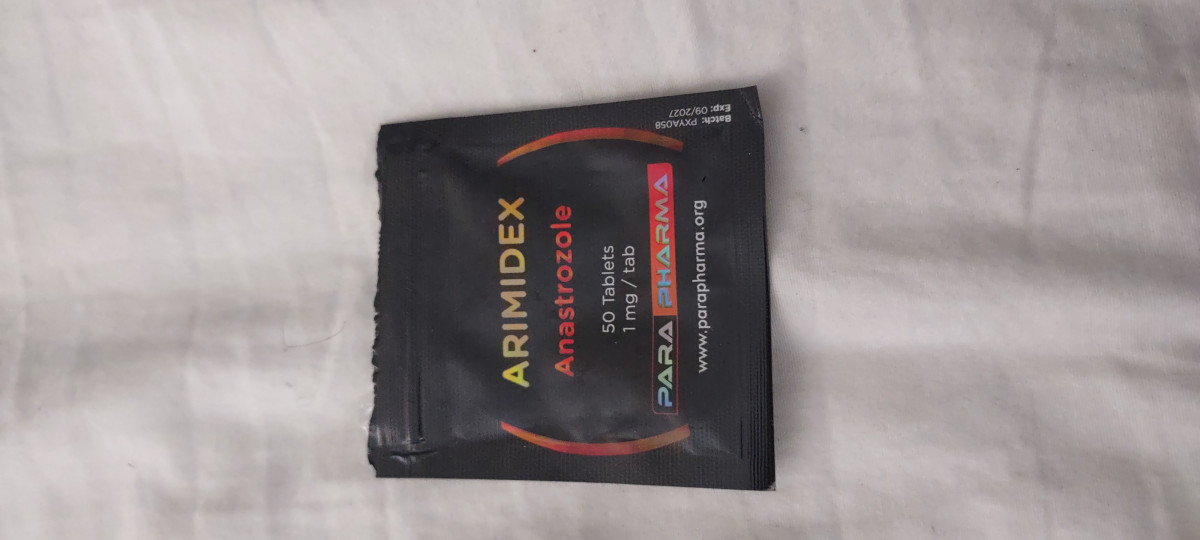 ARIMIDEX
Anastrozole
50 Tablets
1 mg / tab
PARA PHARMA
www.parapharma.org
Batch: PXYA058
Exp: 09/2027